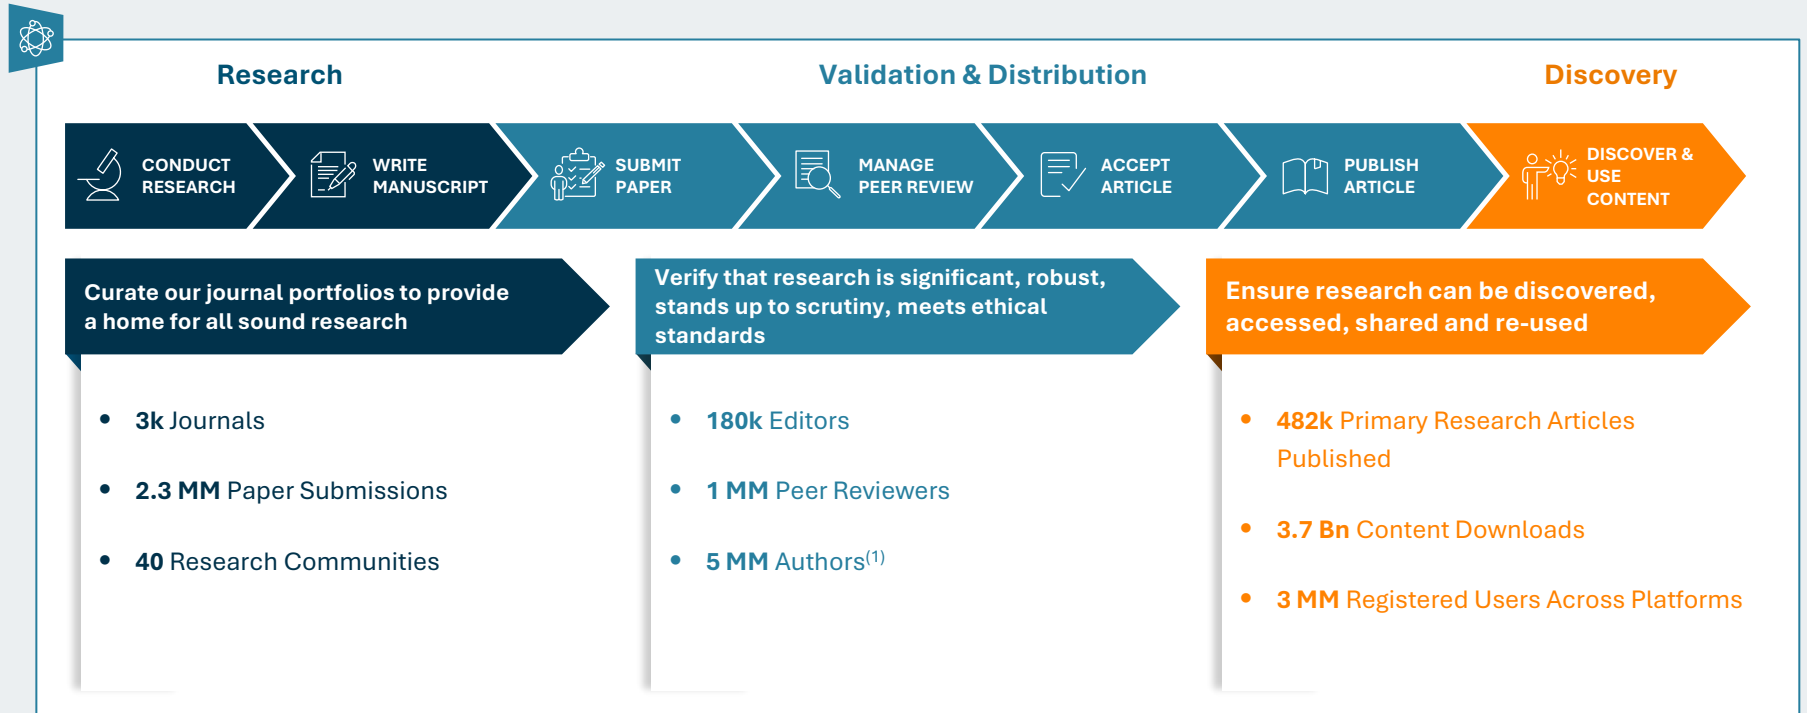 Research
Validation & Distribution
Discovery
CONDUCT
RESEARCH
WRITE
MANUSCRIPT
SUBMIT
PAPER
MANAGE
PEER REVIEW
ACCEPT
ARTICLE
PUBLISH
ARTICLE
DISCOVER &
USE
CONTENT
Curate our journal portfolios to provide
a home for all sound research
• 3k Journals
• 2.3 MM Paper Submissions
• 40 Research Communities
Verify that research is significant, robust,
stands up to scrutiny, meets ethical
standards
• 180k Editors
• 1 MM Peer Reviewers
• 5 MM Authors(1)
Ensure research can be discovered,
accessed, shared and re-used
• 482k Primary Research Articles
Published
• 3.7 Bn Content Downloads
• 3 MM Registered Users Across Platforms